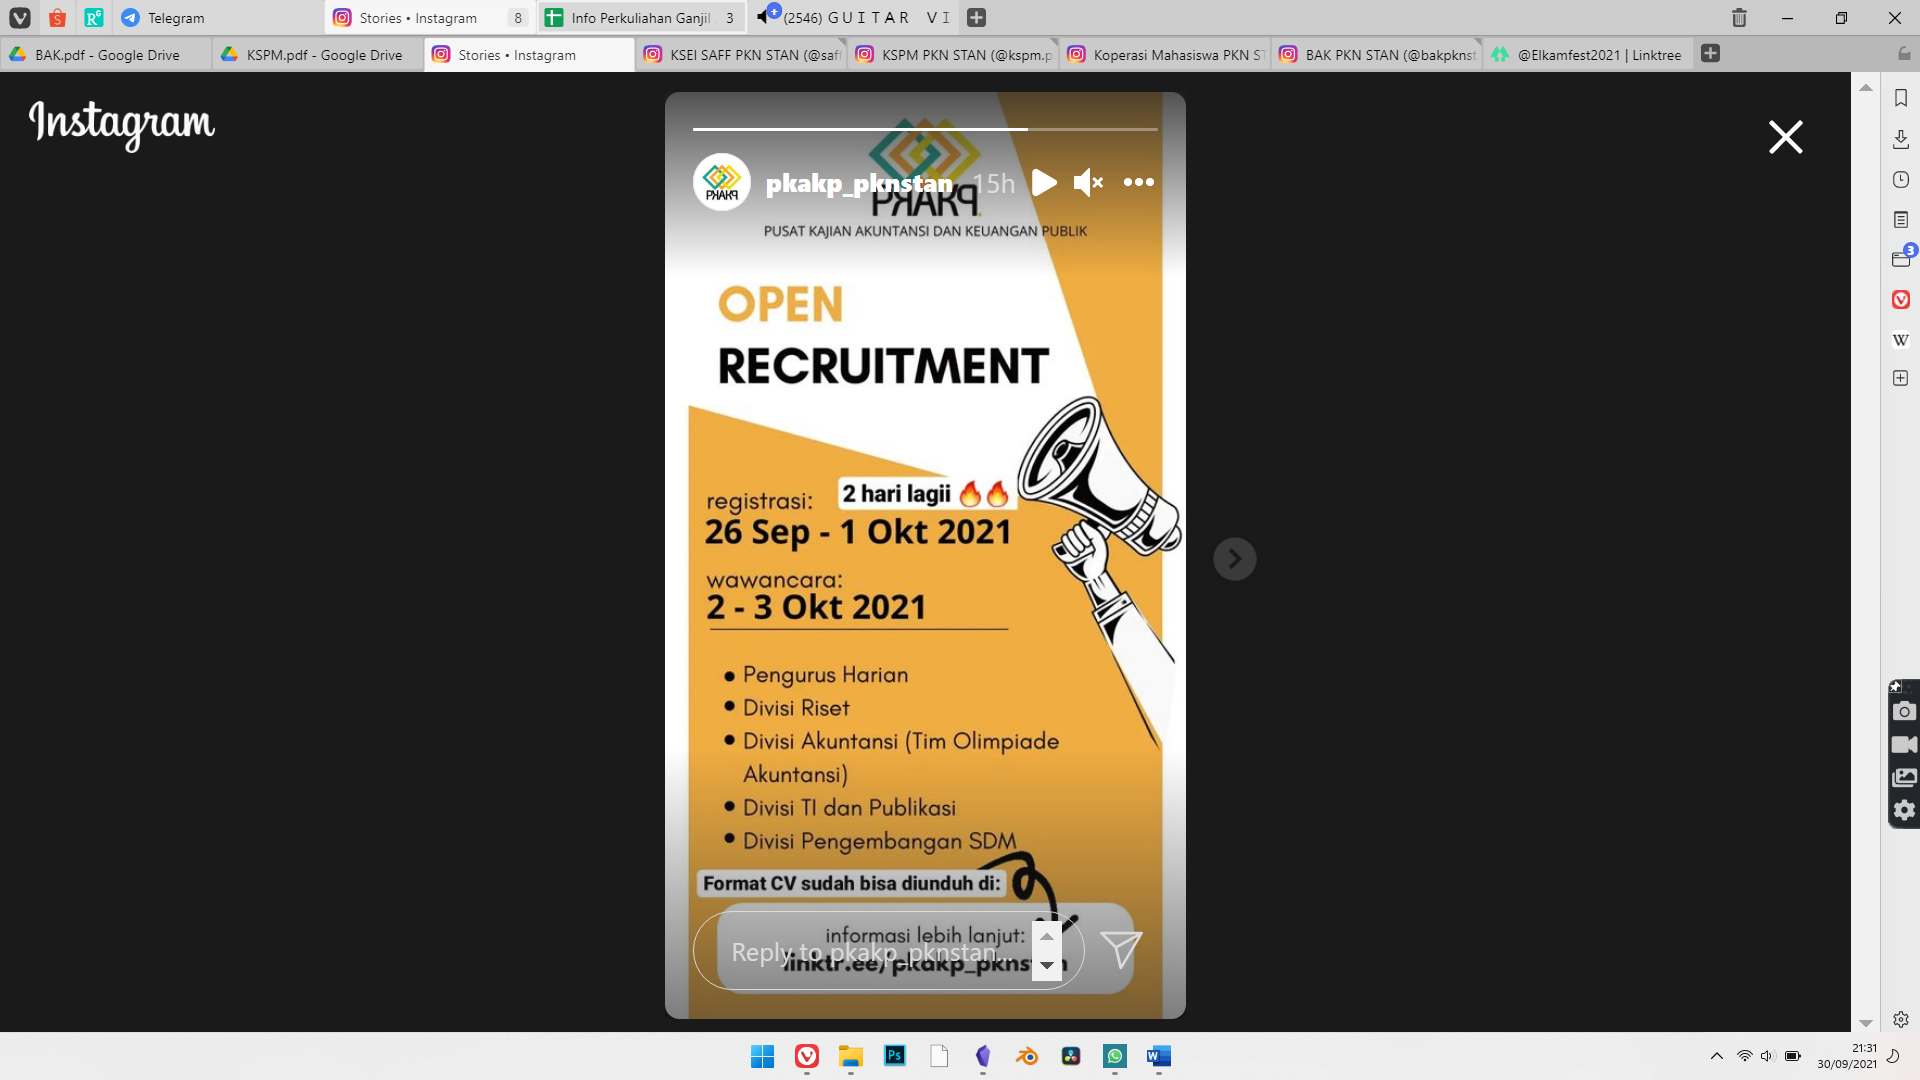 Telegram
Stories • Instagram 8
Info Perkuliahan Ganjil 3
(2546) G U I T A R V I
BAK.pdf - Google Drive
KSPM.pdf - Google Drive
Stories • Instagram
KSEI SAFF PKN STAN (@saff
KSPM PKN STAN (@kspm.p
Koperasi Mahasiswa PKN ST
BAK PKN STAN (@bakpknst
@Elkamfest2021 | Linktree
Instagram
PKAKP
pkakp_pknstan 15h
PKAKP
PUSAT KAJIAN AKUNTANSI DAN KEUANGAN PUBLIK
OPEN
RECRUITMENT
registrasi: 2 hari lagii 🔥🔥
26 Sep - 1 Okt 2021
wawancara:
2 - 3 Okt 2021
• Pengurus Harian
• Divisi Riset
• Divisi Akuntansi (Tim Olimpiade
Akuntansi)
• Divisi TI dan Publikasi
• Divisi Pengembangan SDM
Format CV sudah bisa diunduh di:
informasi lebih lanjut:
Reply to pkakp_pknstan...
linktr.ee/pkakp_pknstan
3
W
Ps
W
21:31
30/09/2021